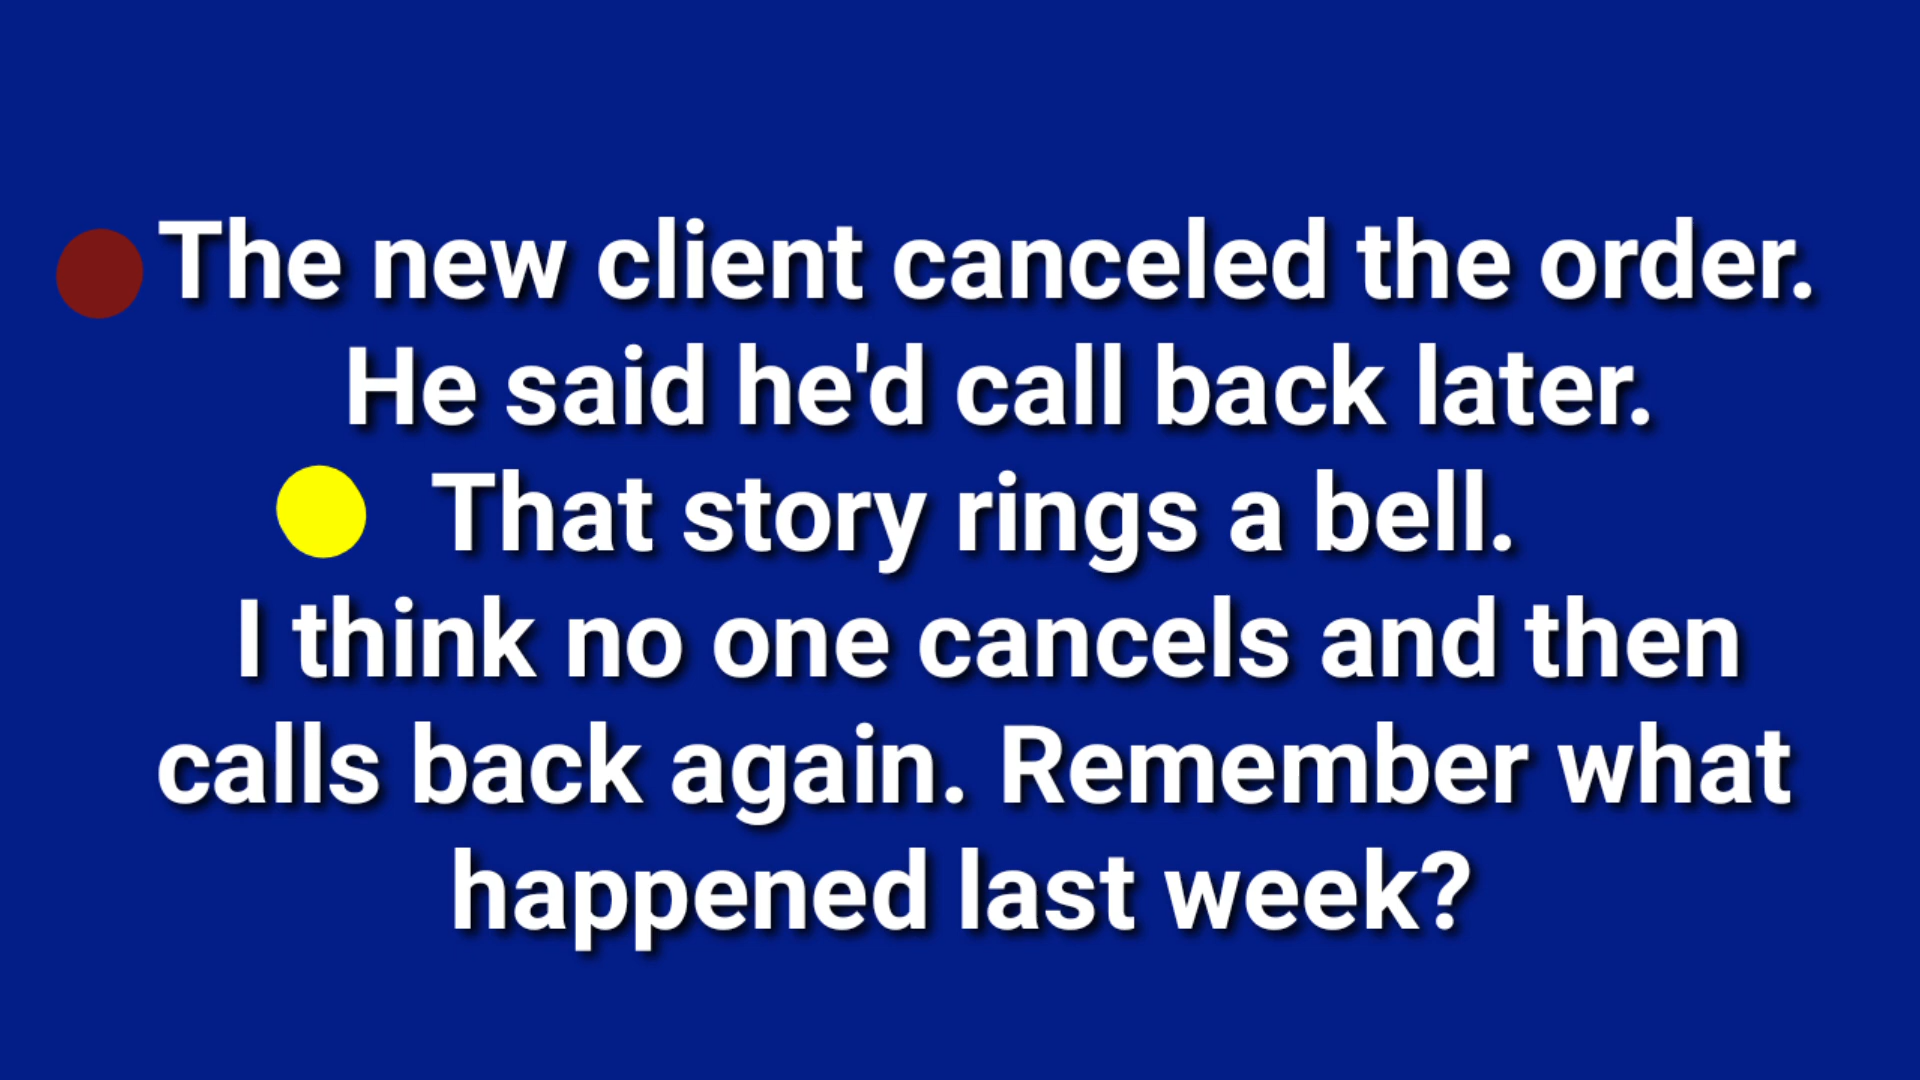 The new client canceled the order.
He said he'd call back later.
That story rings a bell.
I think no one cancels and then
calls back again. Remember what
happened last week?